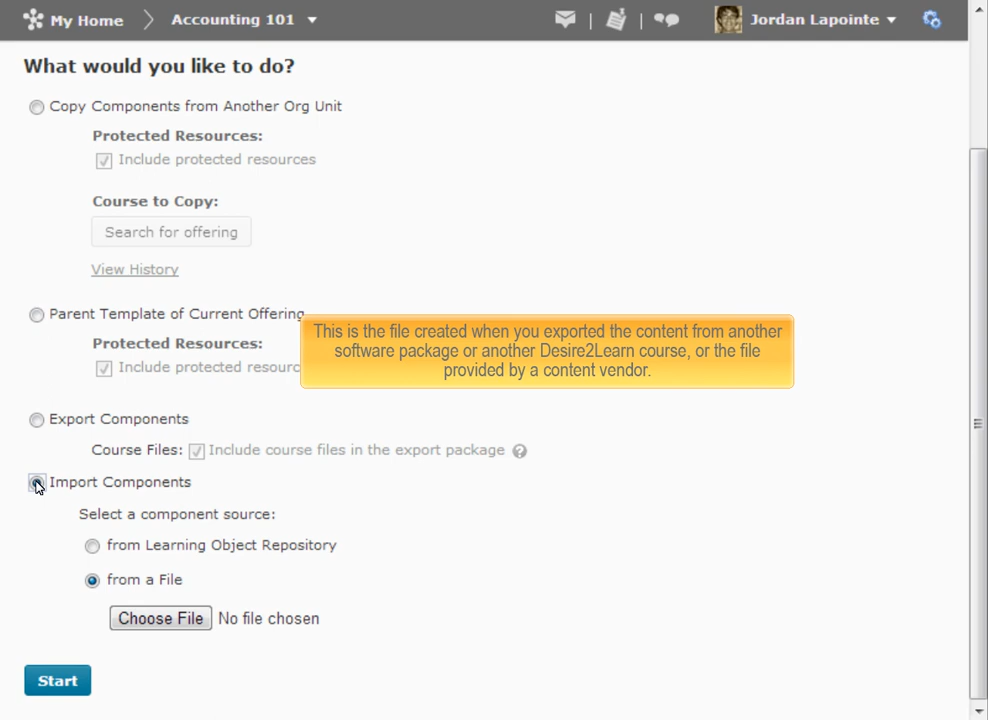 My Home Accounting 101 Jordan Lapointe
What would you like to do?
Copy Components from Another Org Unit
Protected Resources:
Include protected resources
Course to Copy:
Search for offering
View History
Parent Template of Current Offering
Protected Resources:
Include protected resourc
This is the file created when you exported the content from another
software package or another Desire2Learn course, or the file
provided by a content vendor.
Export Components
Course Files: Include course files in the export package ?
Import Components
Select a component source:
from Learning Object Repository
from a File
Choose File No file chosen
Start